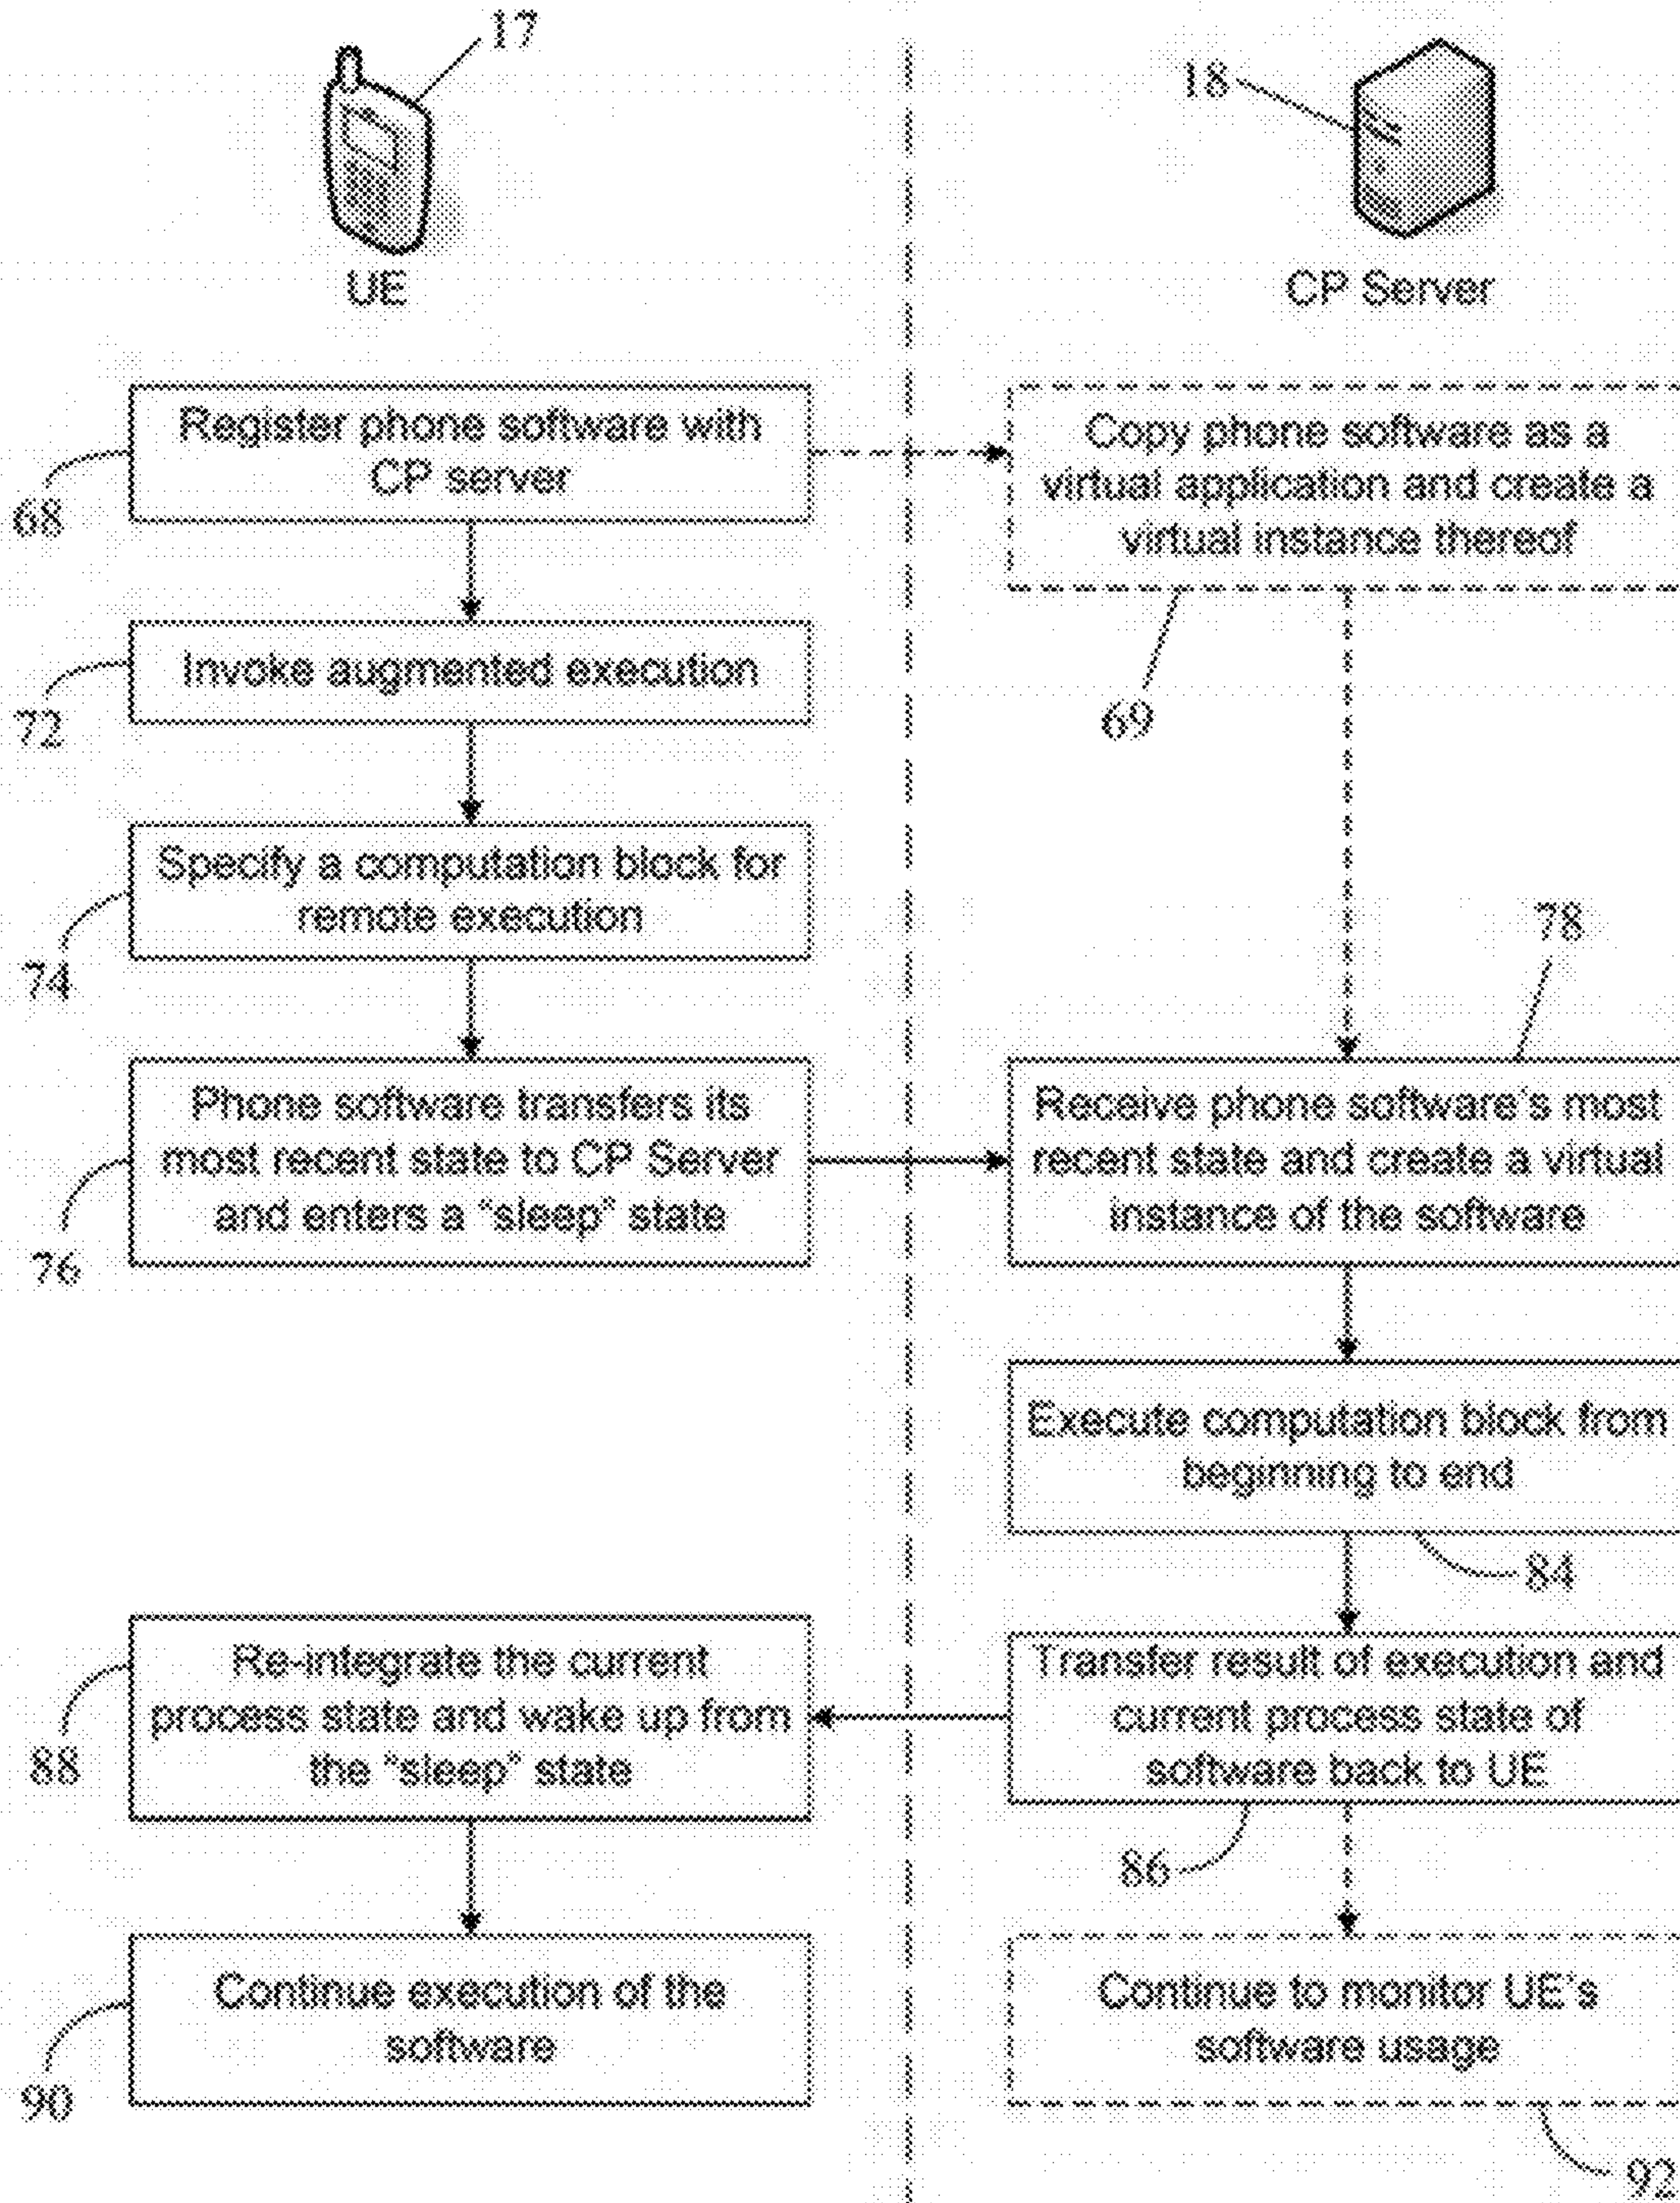 17
18
UE
CP Server
Register phone software with
CP server
68
Copy phone software as a
virtual application and create a
virtual instance thereof
69
Invoke augmented execution
72
Specify a computation block for
remote execution
74
78
Phone software transfers its
most recent state to CP Server
and enters a “sleep” state
76
Receive phone software's most
recent state and create a virtual
instance of the software
Execute computation block from
beginning to end
84
Re-integrate the current
process state and wake up from
the “sleep” state
88
Transfer result of execution and
current process state of
software back to UE
86
Continue execution of the
software
90
Continue to monitor UE's
software usage
92